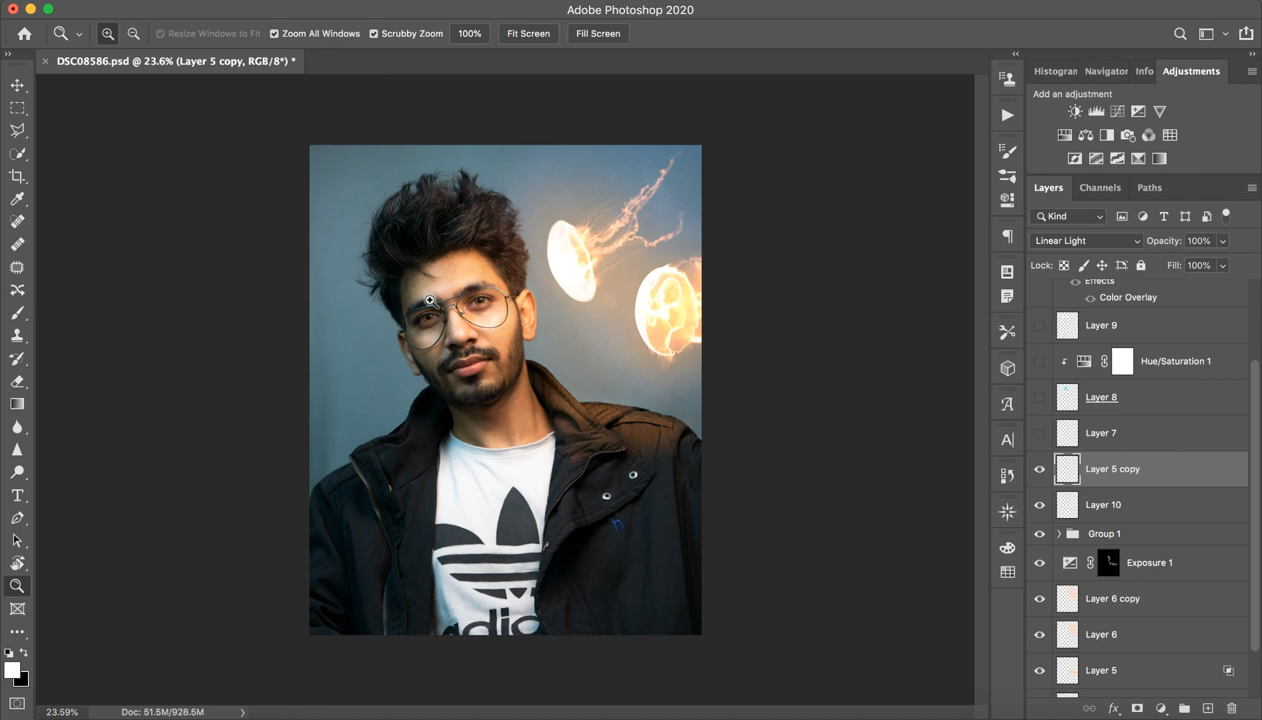 Adobe Photoshop 2020
Resize Windows to Fit Zoom All Windows Scrubby Zoom 100% Fit Screen Fill Screen
DSC08586.psd @ 23.6% (Layer 5 copy, RGB/8*) *
Histogran Navigator Info Adjustments
Add an adjustment
Layers Channels Paths
Kind
Linear Light Opacity: 100%
Lock: Fill: 100%
Effects
Color Overlay
Layer 9
Hue/Saturation 1
Layer 8
Layer 7
Layer 5 copy
Layer 10
Group 1
Exposure 1
Layer 6 copy
Layer 6
Layer 5
adidas
23.59% Doc: 51.5M/928.5M